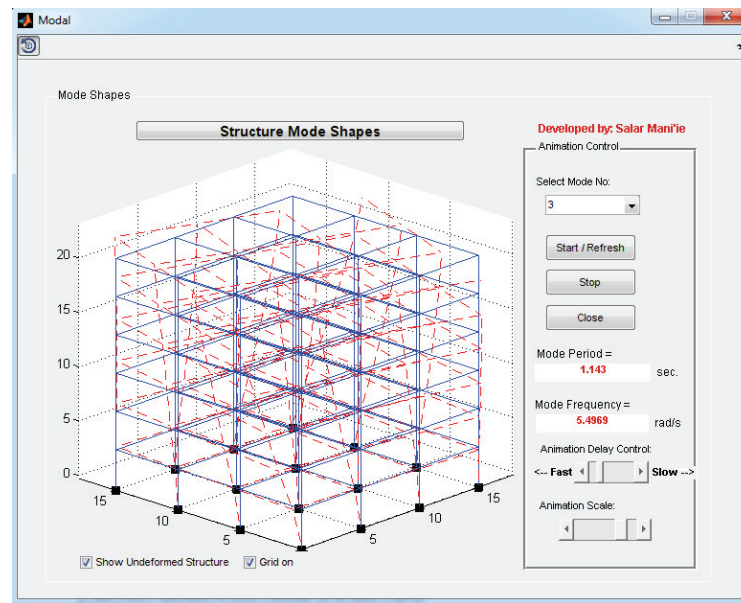 Modal
Mode Shapes
Structure Mode Shapes
Developed by: Salar Mani'ie
Animation Control
Select Mode No:
3
Start / Refresh
Stop
Close
Mode Period =
1.143 sec.
Mode Frequency =
5.4969 rad/s
Animation Delay Control:
<-- Fast Slow -->
Animation Scale:
20
15
10
5
0
15
10
5
5
10
15
Show Undeformed Structure Grid on